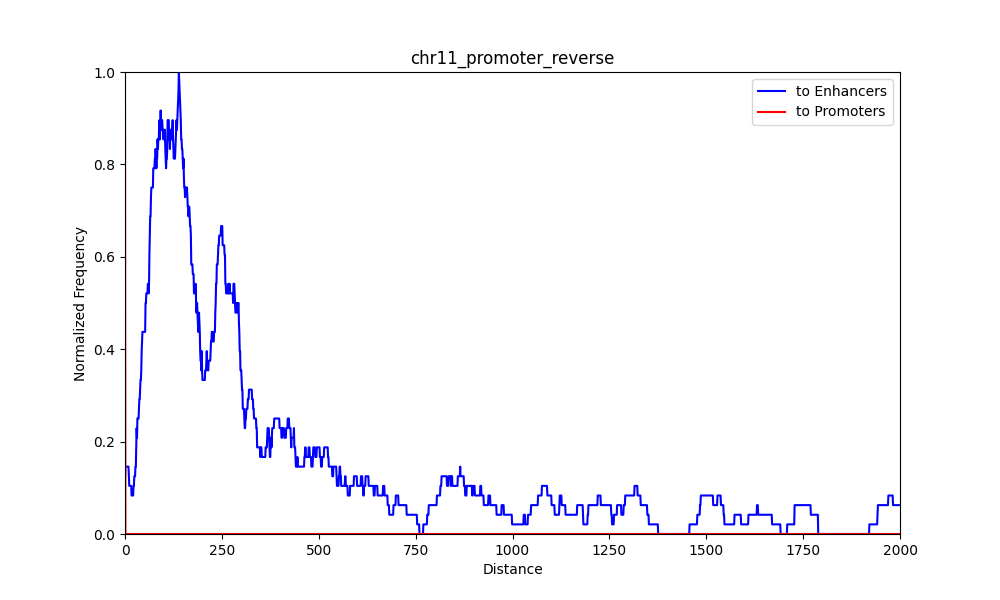 chr11_promoter_reverse
to Enhancers
to Promoters
Normalized Frequency
1.0
0.8
0.6
0.4
0.2
0.0
0 250 500 750 1000 1250 1500 1750 2000
Distance